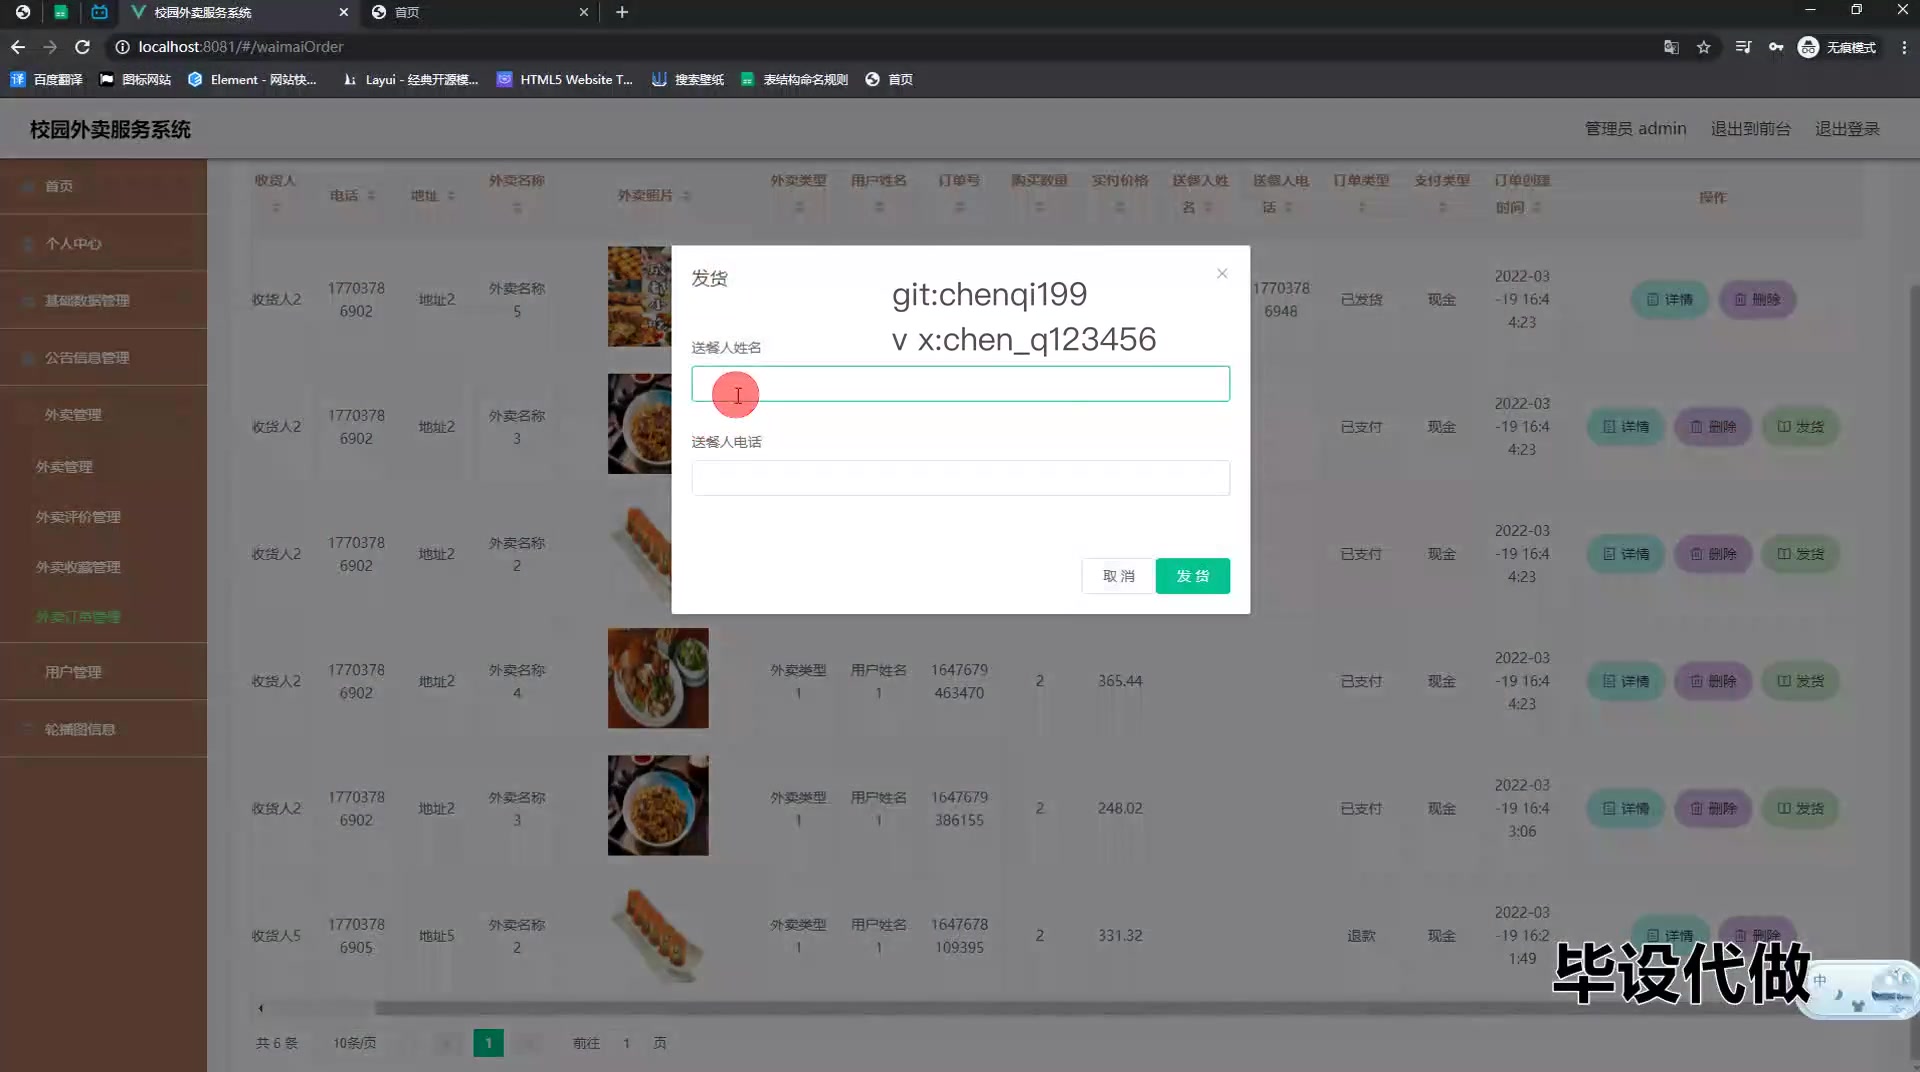 校园外卖服务系统
首页
localhost:8081/#/waimaiOrder
无痕模式
百度翻译
图标网站
Element - 网站快...
Layui - 经典开源模...
HTML5 Website T...
搜索壁纸
表结构命名规则
首页
校园外卖服务系统
管理员 admin
退出到前台
退出登录
首页
个人中心
基础数据管理
公告信息管理
外卖管理
外卖管理
外卖评价管理
外卖收藏管理
外卖订单管理
用户管理
轮播图信息
收货人 电话 地址 外卖名称 外卖照片 外卖类型 用户姓名 订单号 购买数量 实付价格 送餐人姓名 送餐人电话 订单类型 支付类型 订单创建时间 操作
收货人2 17703786902 地址2 外卖名称5 17703786948 已发货 现金 2022-03-19 16:44:23 详情 删除
收货人2 17703786902 地址2 外卖名称3 已支付 现金 2022-03-19 16:44:23 详情 删除 发货
收货人2 17703786902 地址2 外卖名称2 已支付 现金 2022-03-19 16:44:23 详情 删除 发货
收货人2 17703786902 地址2 外卖名称4 外卖类型1 用户姓名1 1647679463470 2 365.44 已支付 现金 2022-03-19 16:44:23 详情 删除 发货
收货人2 17703786902 地址2 外卖名称3 外卖类型1 用户姓名1 1647679386155 2 248.02 已支付 现金 2022-03-19 16:43:06 详情 删除 发货
收货人5 17703786905 地址5 外卖名称2 外卖类型1 用户姓名1 1647678109395 2 331.32 退款 现金 2022-03-19 16:21:49 详情 删除
发货
git:chenqi199
v x:chen_q123456
送餐人姓名
送餐人电话
取 消
发 货
毕设代做
中
共 6 条 10条/页 1 前往 1 页